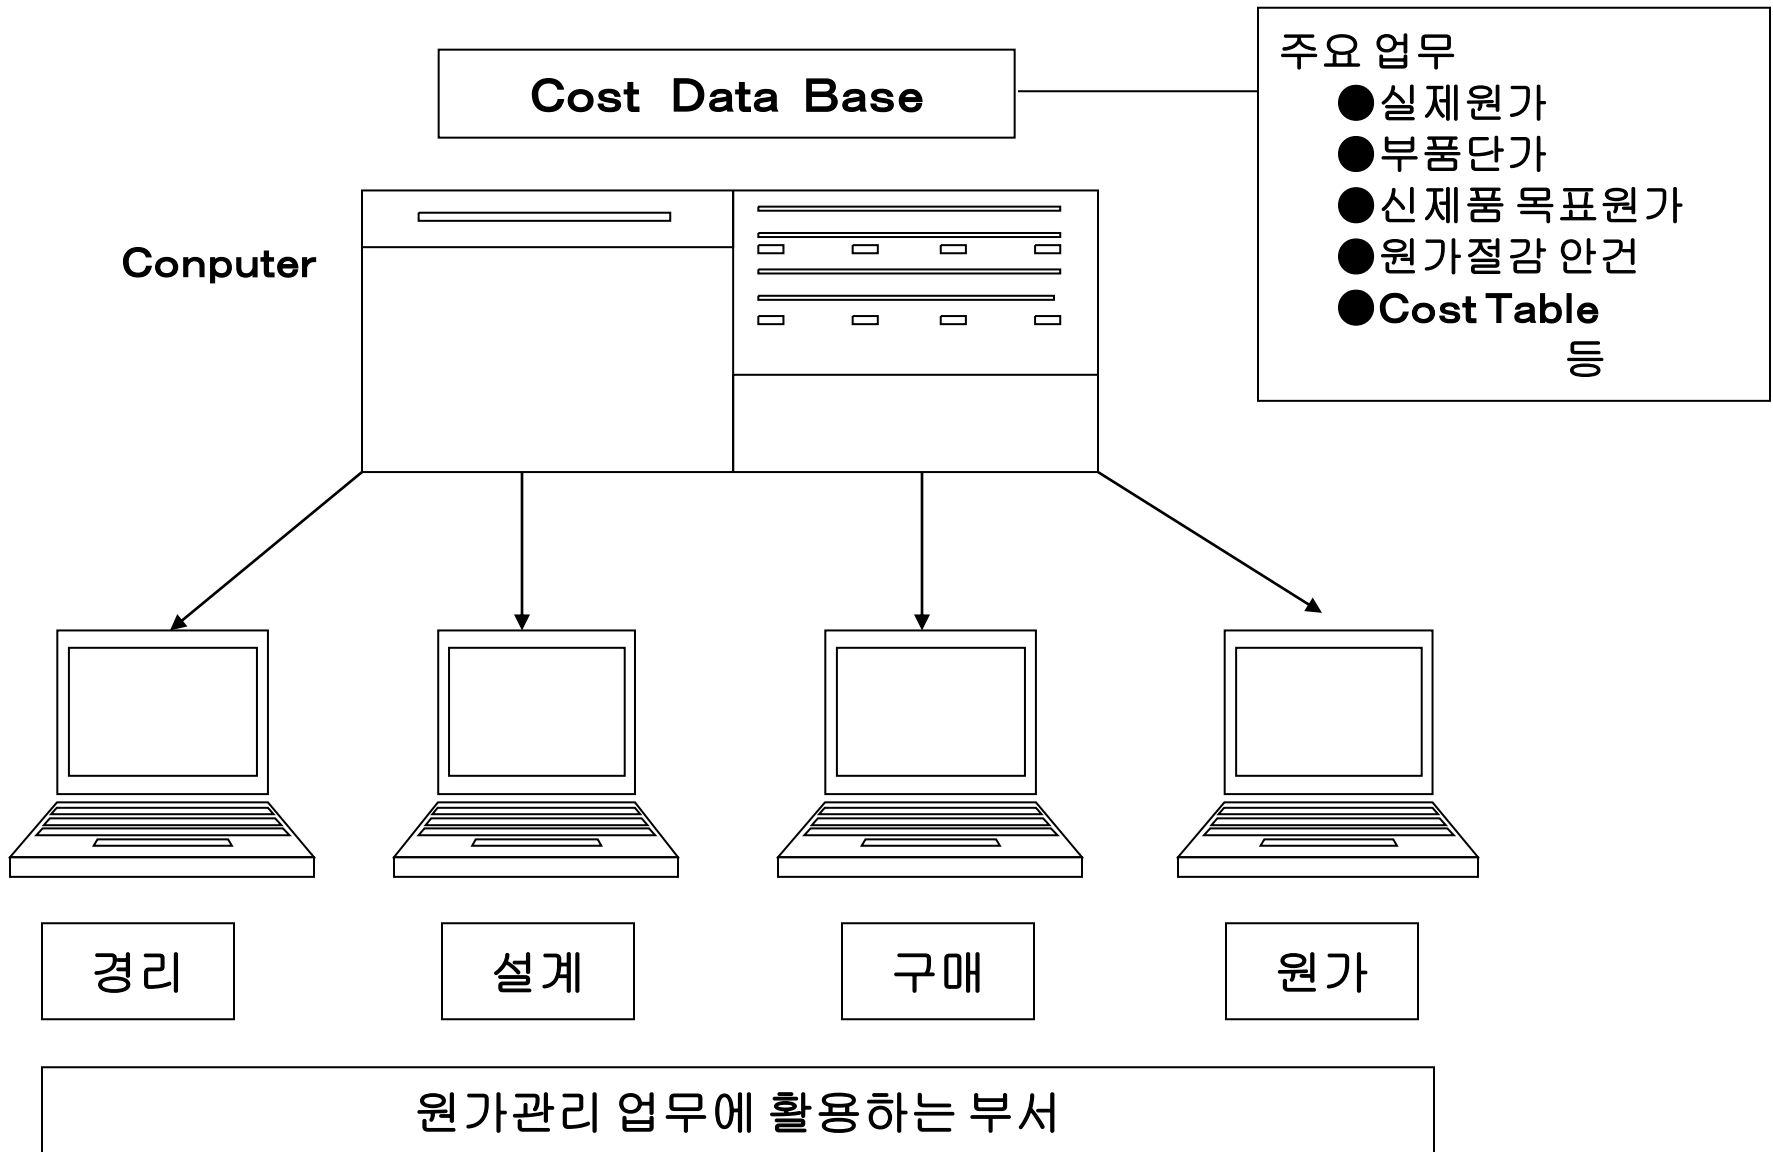 Cost Data Base
주요 업무
●실제원가
●부품단가
●신제품 목표원가
●원가절감 안건
●Cost Table
등
Conputer
경리
설계
구매
원가
원가관리 업무에 활용하는 부서